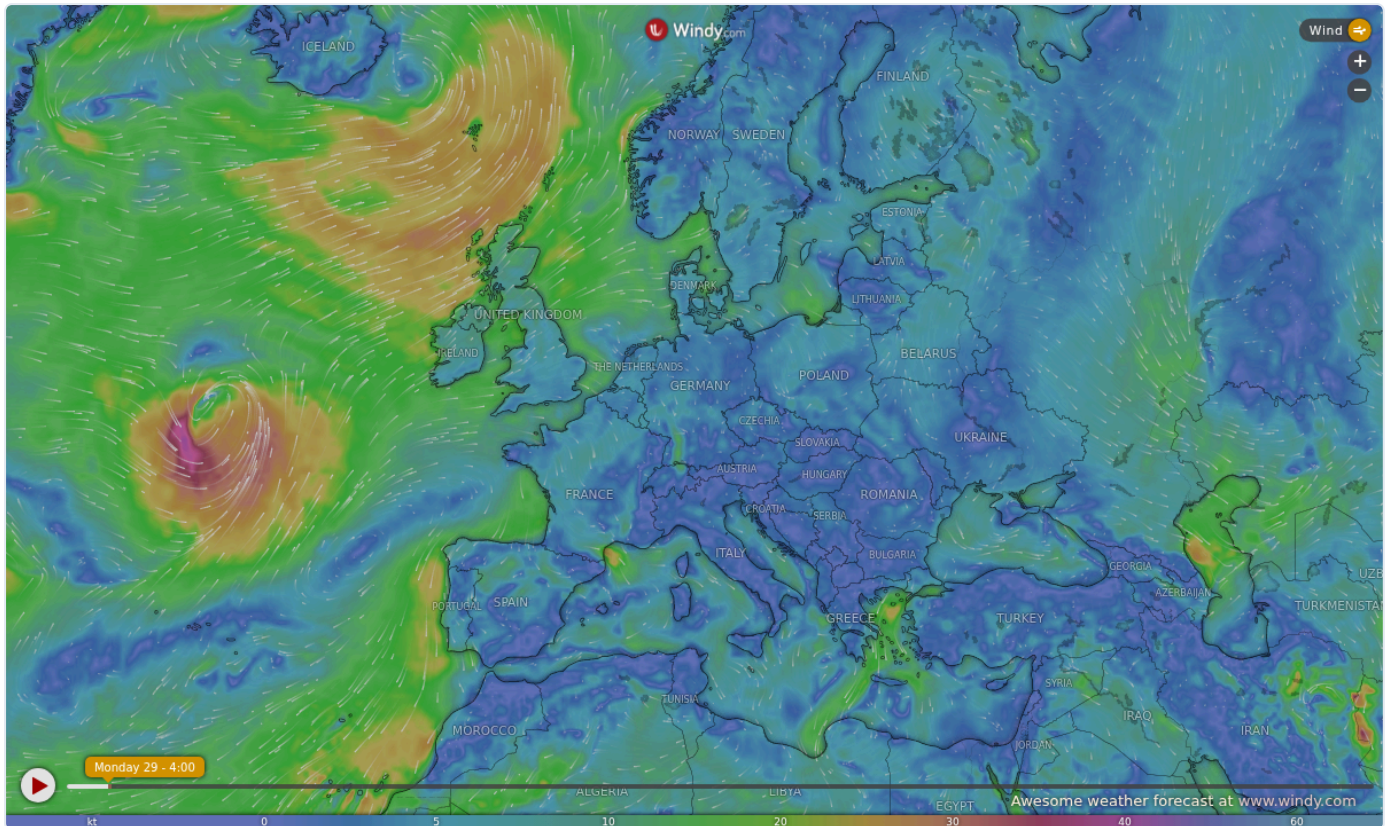 ICELAND
Windy.com
Wind
+
−
FINLAND
NORWAY
SWEDEN
ESTONIA
LATVIA
DENMARK
LITHUANIA
UNITED KINGDOM
IRELAND
THE NETHERLANDS
BELARUS
GERMANY
POLAND
CZECHIA
SLOVAKIA
UKRAINE
AUSTRIA
HUNGARY
FRANCE
ROMANIA
CROATIA
SERBIA
ITALY
BULGARIA
GEORGIA
UZB
AZERBAIJAN
PORTUGAL
SPAIN
TURKMENISTAN
GREECE
TURKEY
SYRIA
TUNISIA
MOROCCO
IRAQ
IRAN
JORDAN
Monday 29 - 4:00
ALGERIA
LIBYA
EGYPT
Awesome weather forecast at www.windy.com
kt 0 5 10 20 30 40 60